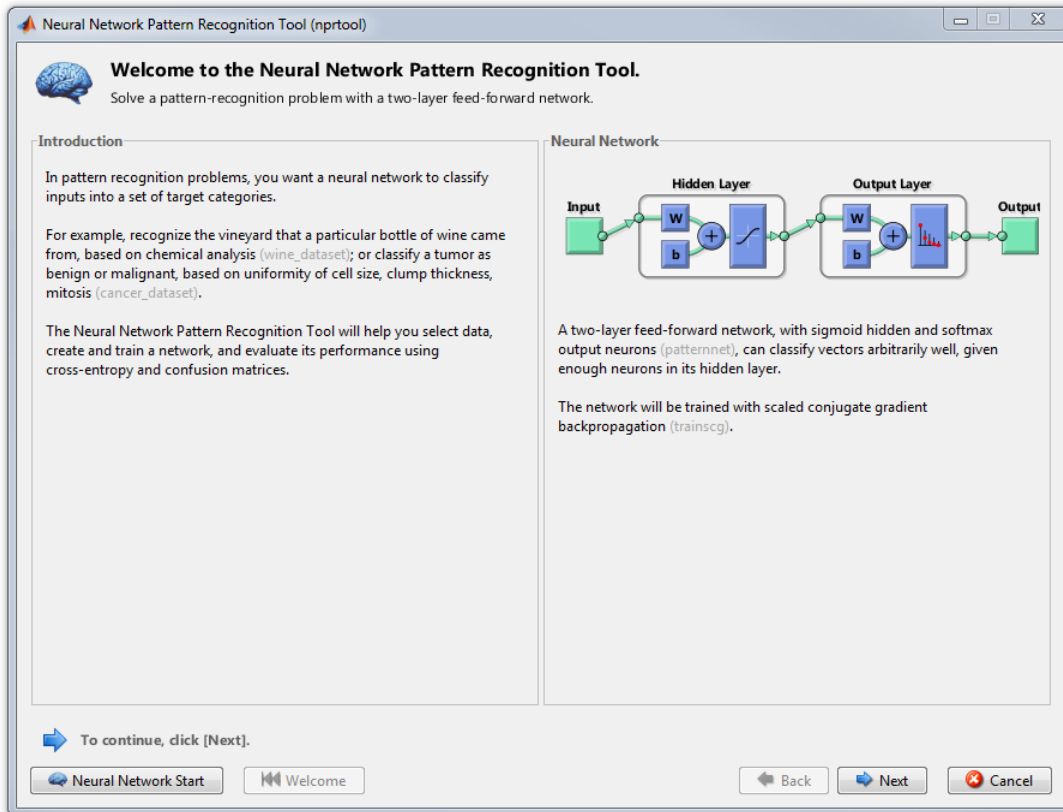 Neural Network Pattern Recognition Tool (nprtool)
Welcome to the Neural Network Pattern Recognition Tool.
Solve a pattern-recognition problem with a two-layer feed-forward network.
Introduction
In pattern recognition problems, you want a neural network to classify
inputs into a set of target categories.
For example, recognize the vineyard that a particular bottle of wine came
from, based on chemical analysis (wine_dataset); or classify a tumor as
benign or malignant, based on uniformity of cell size, clump thickness,
mitosis (cancer_dataset).
The Neural Network Pattern Recognition Tool will help you select data,
create and train a network, and evaluate its performance using
cross-entropy and confusion matrices.
Neural Network
Hidden Layer
Output Layer
Input
W
b
+
W
b
+
Output
A two-layer feed-forward network, with sigmoid hidden and softmax
output neurons (patternnet), can classify vectors arbitrarily well, given
enough neurons in its hidden layer.
The network will be trained with scaled conjugate gradient
backpropagation (trainscg).
To continue, click [Next].
Neural Network Start
Welcome
Back
Next
Cancel